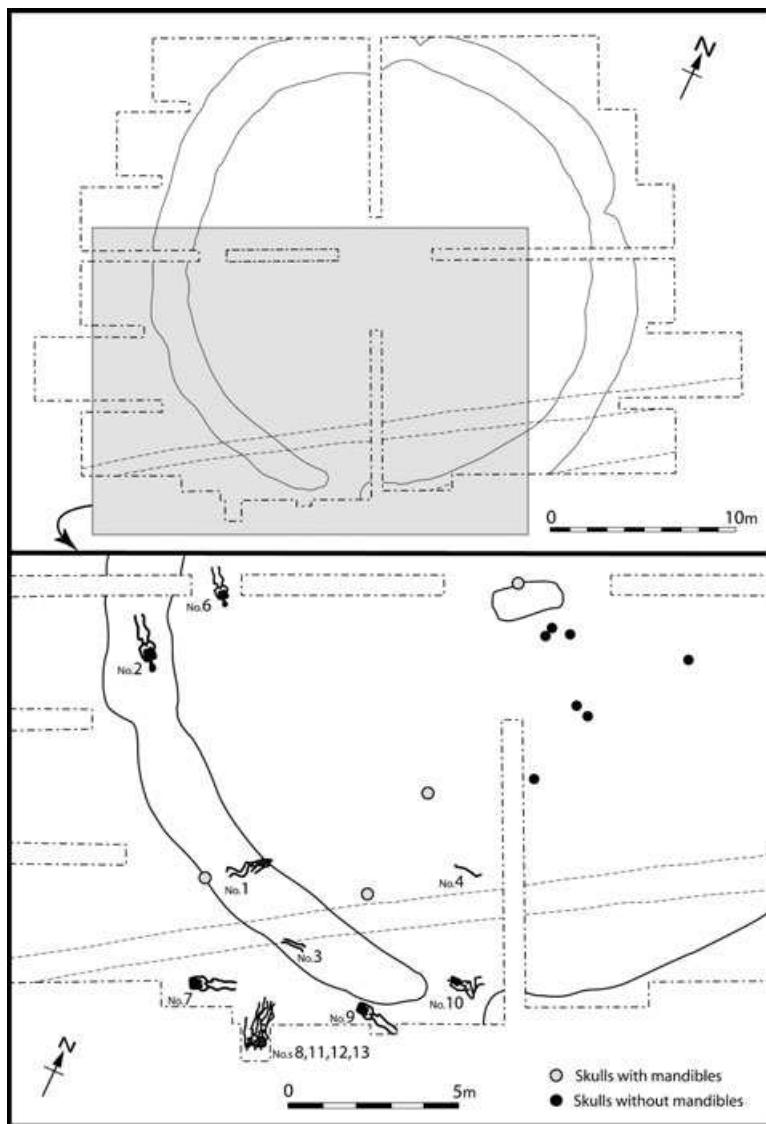 N
0 10m
No.6
No.2
No.1
No.4
No.3
No.7
No.10
No.9
No.s 8,11,12,13
N
0 5m
Skulls with mandibles
Skulls without mandibles